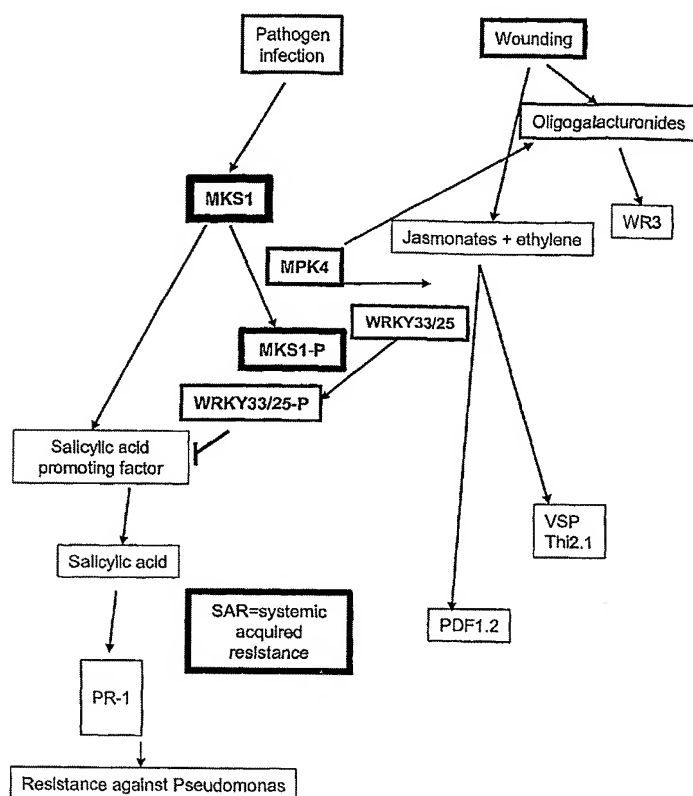 Pathogen
infection
Wounding
Oligogalacturonides
MKS1
WR3
Jasmonates + ethylene
MPK4
WRKY33/25
MKS1-P
WRKY33/25-P
Salicylic acid
promoting factor
VSP
Thi2.1
Salicylic acid
SAR=systemic
acquired
resistance
PDF1.2
PR-1
Resistance against Pseudomonas